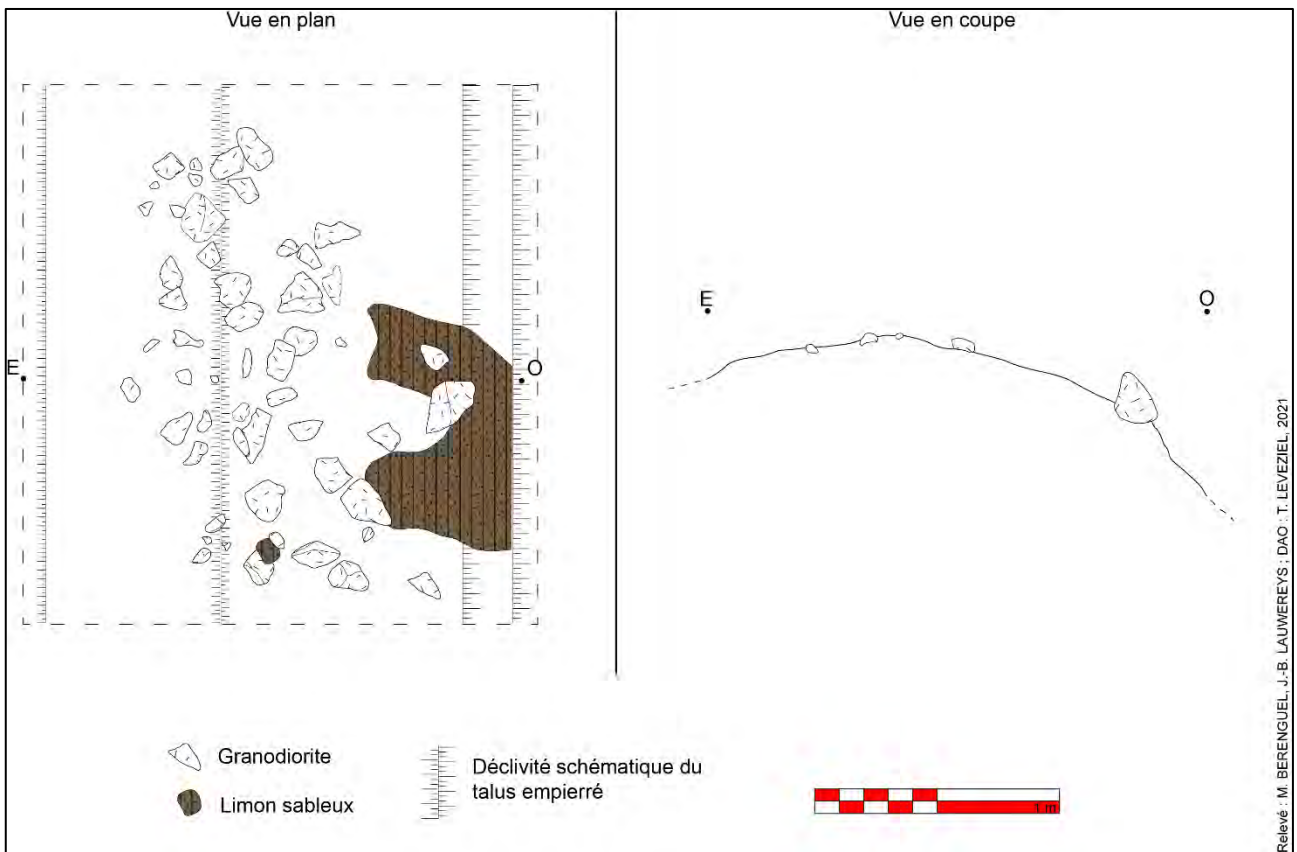 Vue en plan
Vue en coupe
E
O
E
O
Granodiorite
Limon sableux
Déclivité schématique du
talus empierré
1 m
Relevé : M. BERENGUEL, J.-B. LAUWEREYS ; DAO : T. LEVEZIEL, 2021